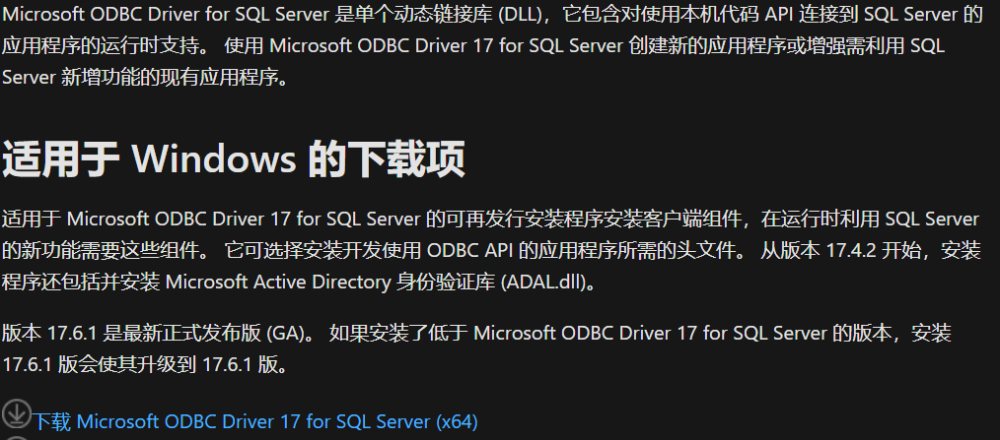 Microsoft ODBC Driver for SQL Server 是单个动态链接库 (DLL)，它包含对使用本机代码 API 连接到 SQL Server 的
应用程序的运行时支持。 使用 Microsoft ODBC Driver 17 for SQL Server 创建新的应用程序或增强需利用 SQL
Server 新增功能的现有应用程序。
适用于 Windows 的下载项
适用于 Microsoft ODBC Driver 17 for SQL Server 的可再发行安装程序安装客户端组件，在运行时利用 SQL Server
的新功能需要这些组件。 它可选择安装开发使用 ODBC API 的应用程序所需的头文件。 从版本 17.4.2 开始，安装
程序还包括并安装 Microsoft Active Directory 身份验证库 (ADAL.dll)。
版本 17.6.1 是最新正式发布版 (GA)。 如果安装了低于 Microsoft ODBC Driver 17 for SQL Server 的版本，安装
17.6.1 版会使其升级到 17.6.1 版。
下载 Microsoft ODBC Driver 17 for SQL Server (x64)